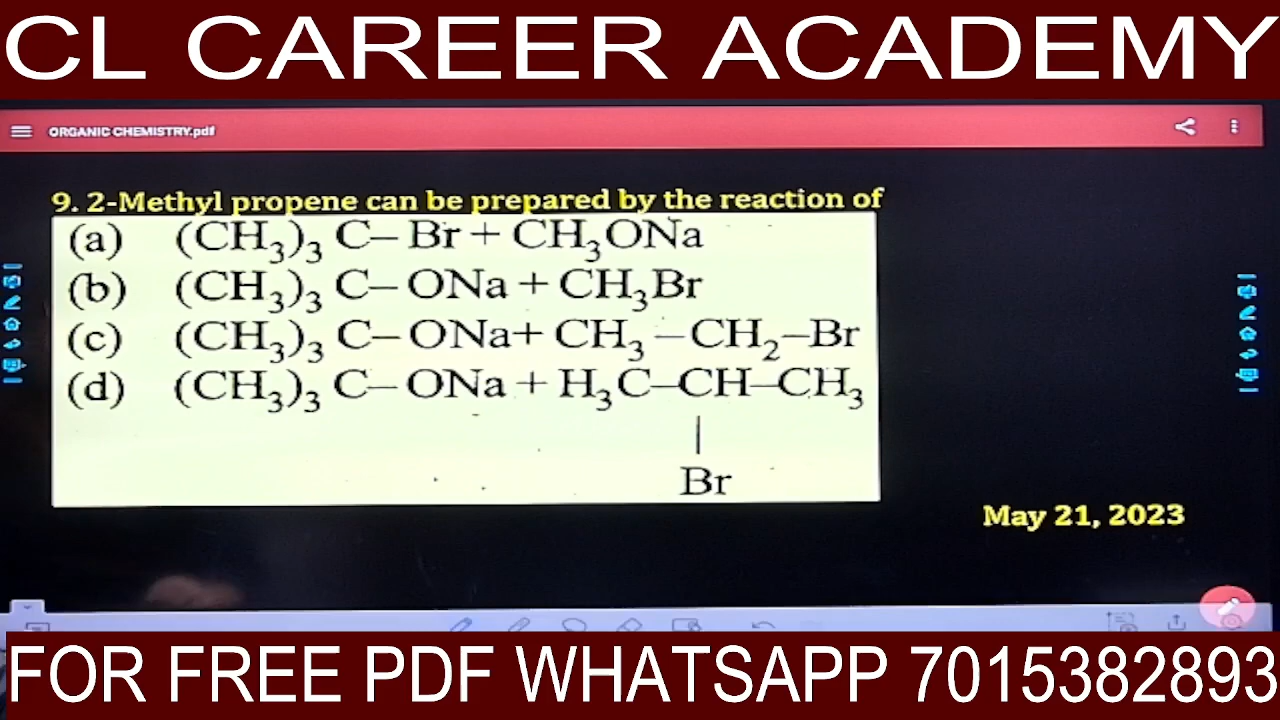 CL CAREER ACADEMY
ORGANIC CHEMISTRY.pdf
9. 2-Methyl propene can be prepared by the reaction of
(a) (CH₃)₃ C–Br + CH₃ONa
(b) (CH₃)₃ C–ONa + CH₃Br
(c) (CH₃)₃ C–ONa+ CH₃–CH₂–Br
(d) (CH₃)₃ C–ONa + H₃C–CH–CH₃
|
Br
May 21, 2023
FOR FREE PDF WHATSAPP 7015382893